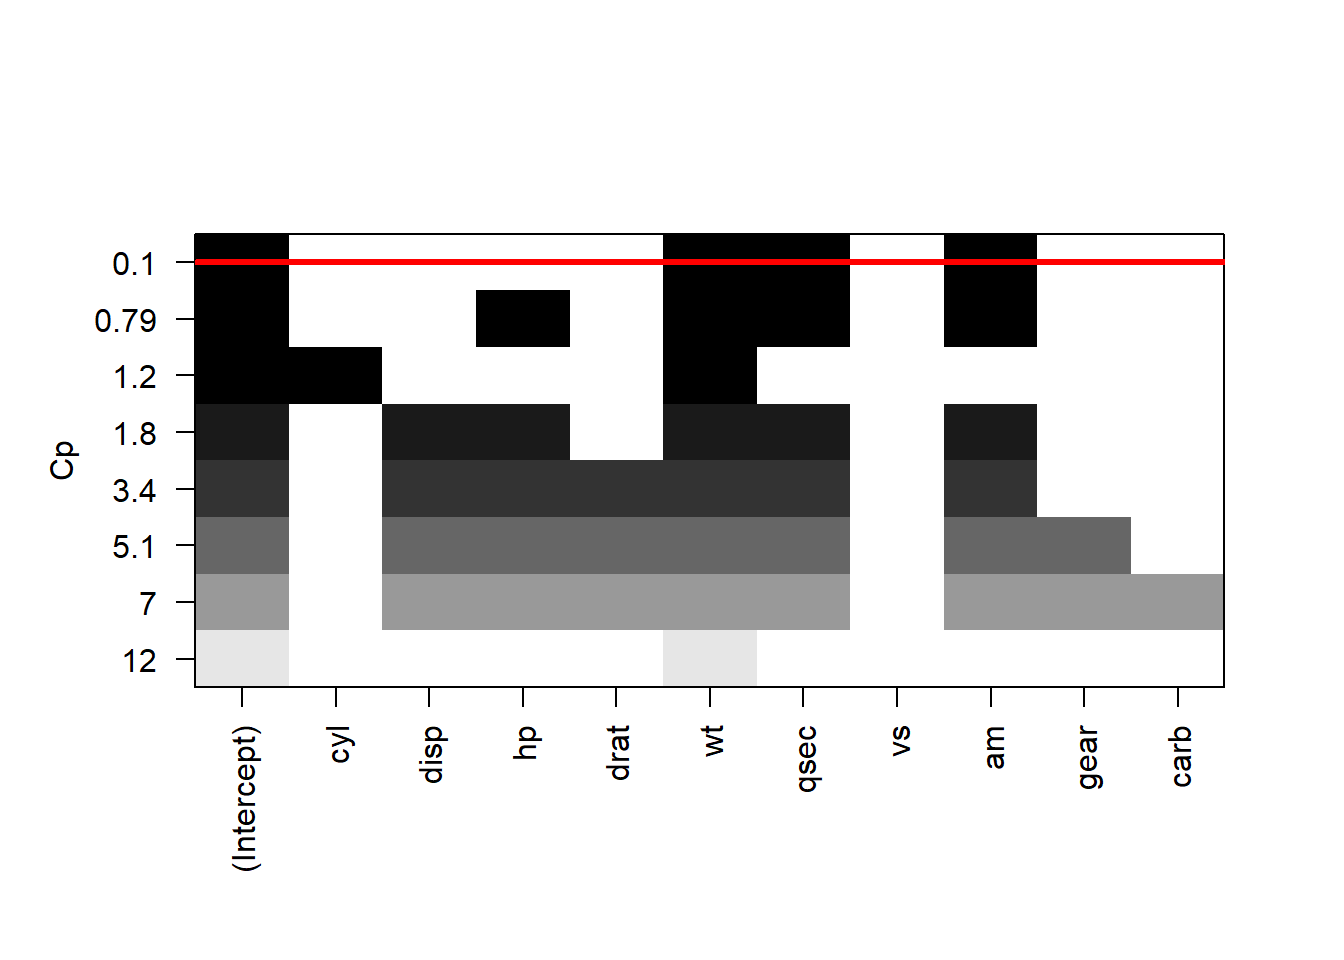 0.1
0.79
1.2
1.8
3.4
5.1
7
12
Cp
(Intercept)
cyl
disp
hp
drat
wt
qsec
vs
am
gear
carb